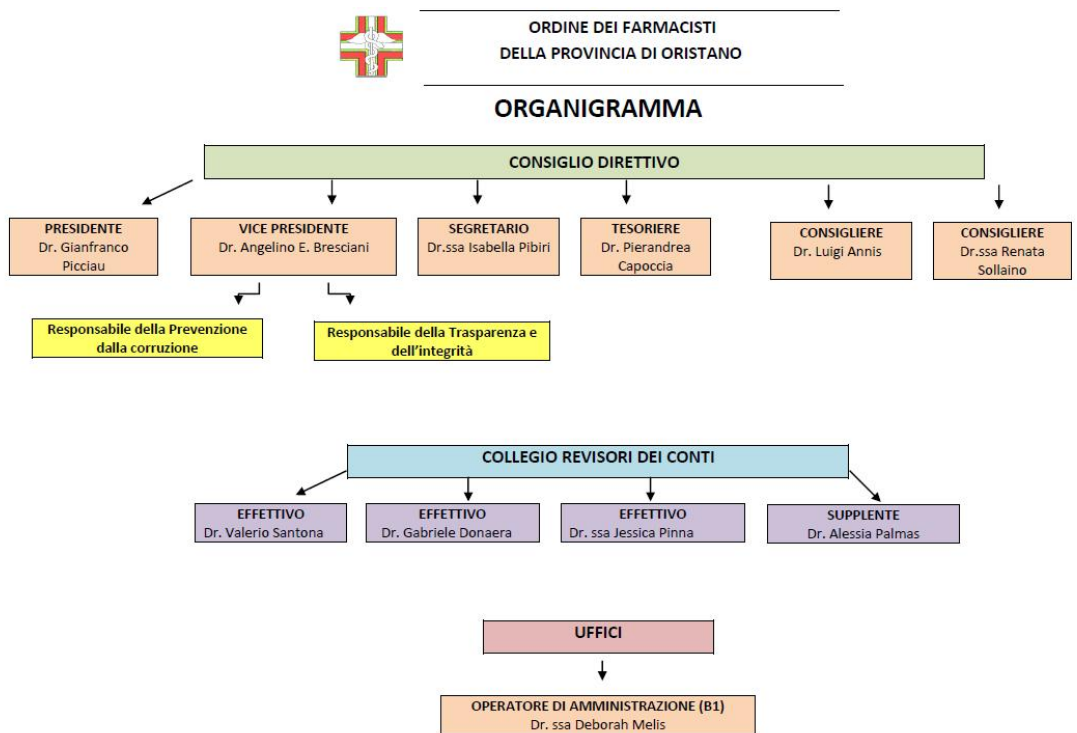 ORDINE DEI FARMACISTI
DELLA PROVINCIA DI ORISTANO
ORGANIGRAMMA
CONSIGLIO DIRETTIVO
PRESIDENTE
Dr. Gianfranco
Picciau
VICE PRESIDENTE
Dr. Angelino E. Bresciani
SEGRETARIO
Dr.ssa Isabella Pibiri
TESORIERE
Dr. Pierandrea
Capoccia
CONSIGLIERE
Dr. Luigi Annis
CONSIGLIERE
Dr.ssa Renata
Sollaino
Responsabile della Prevenzione
dalla corruzione
Responsabile della Trasparenza e
dell'integrità
COLLEGIO REVISORI DEI CONTI
EFFETTIVO
Dr. Valerio Santona
EFFETTIVO
Dr. Gabriele Donaera
EFFETTIVO
Dr. ssa Jessica Pinna
SUPPLENTE
Dr. Alessia Palmas
UFFICI
OPERATORE DI AMMINISTRAZIONE (B1)
Dr. ssa Deborah Melis